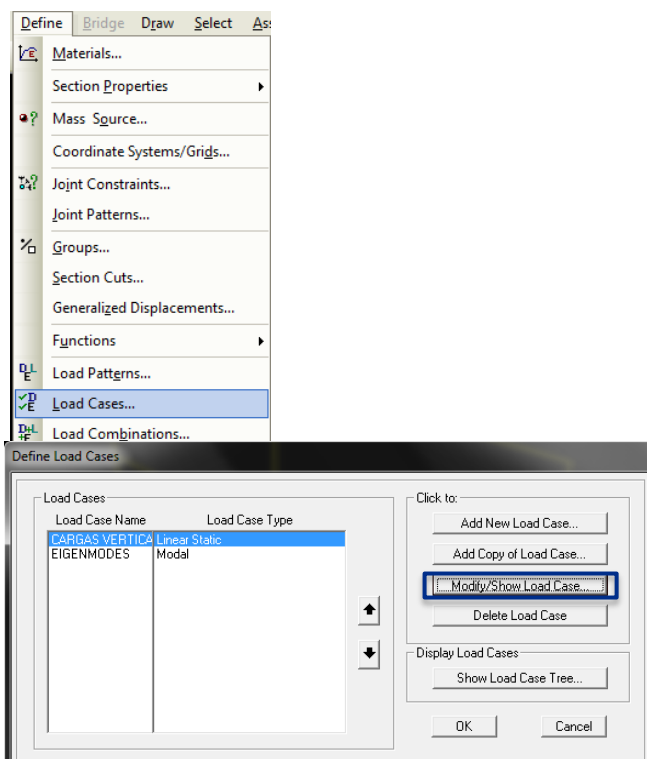 Define Bridge Draw Select As
Materials...
Section Properties
Mass Source...
Coordinate Systems/Grids...
Joint Constraints...
Joint Patterns...
Groups...
Section Cuts...
Generalized Displacements...
Functions
Load Patterns...
Load Cases...
Load Combinations...
Define Load Cases
Load Cases
Load Case Name Load Case Type
CARGAS VERTICA Linear Static
EIGENMODES Modal
Click to:
Add New Load Case...
Add Copy of Load Case...
Modify/Show Load Case...
Delete Load Case
Display Load Cases
Show Load Case Tree...
OK Cancel